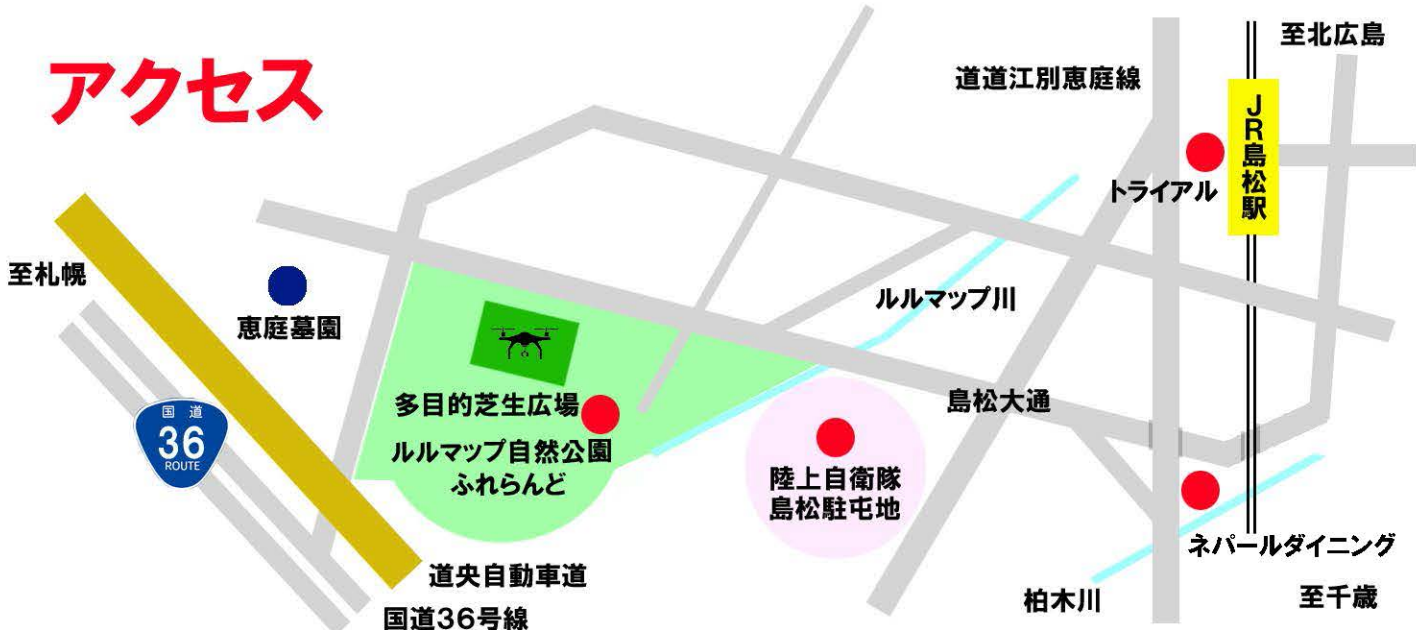 アクセス
至北広島
道道江別恵庭線
JR島松駅
トライアル
至札幌
恵庭墓園
ルルマップ川
国道
36
ROUTE
多目的芝生広場
ルルマップ自然公園
ふれらんど
島松大通
陸上自衛隊
島松駐屯地
ネパールダイニング
道央自動車道
柏木川
至千歳
国道36号線